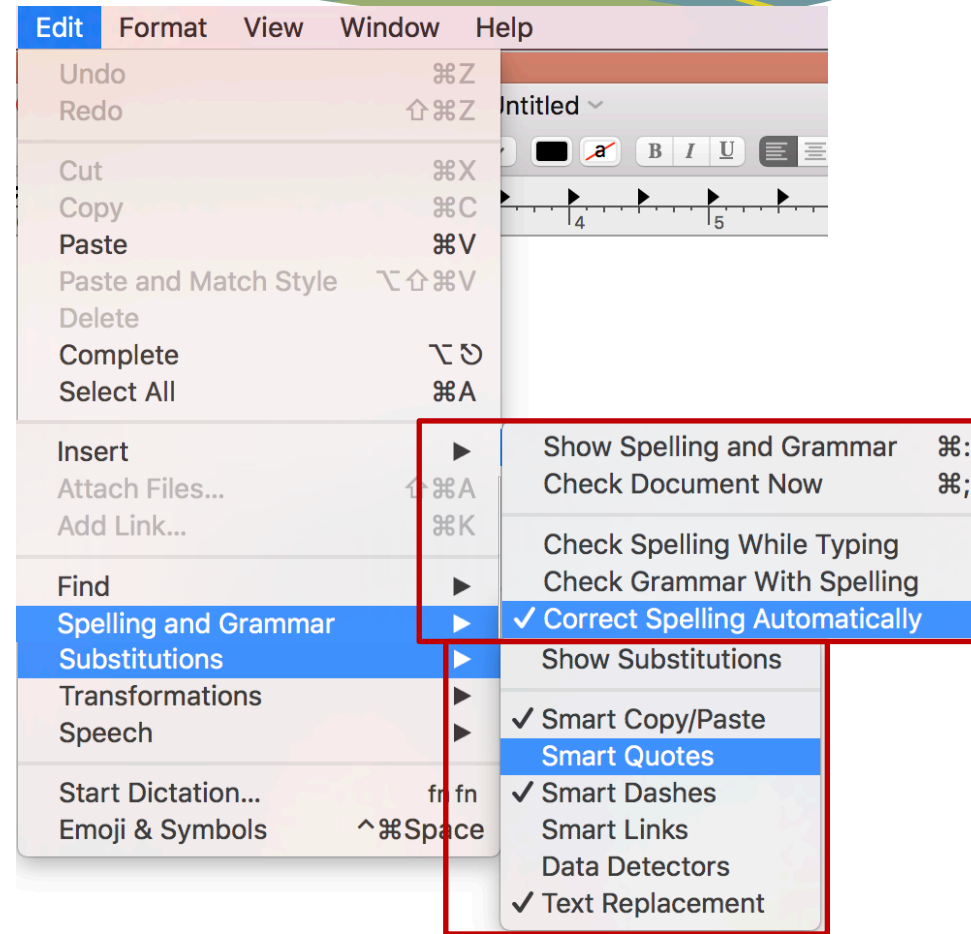 Edit Format View Window Help
Undo ⌘Z
Redo ⇧⌘Z
Untitled
a B I U
4 5
Cut ⌘X
Copy ⌘C
Paste ⌘V
Paste and Match Style ⌥⇧⌘V
Delete
Complete ⌥⎋
Select All ⌘A
Insert ▶
Attach Files... ⇧⌘A
Add Link... ⌘K
Find ▶
Spelling and Grammar ▶
Substitutions ▶
Transformations ▶
Speech ▶
Start Dictation... fn fn
Emoji & Symbols ^⌘Space
Show Spelling and Grammar ⌘:
Check Document Now ⌘;
Check Spelling While Typing
Check Grammar With Spelling
✓ Correct Spelling Automatically
Show Substitutions
✓ Smart Copy/Paste
Smart Quotes
✓ Smart Dashes
Smart Links
Data Detectors
✓ Text Replacement